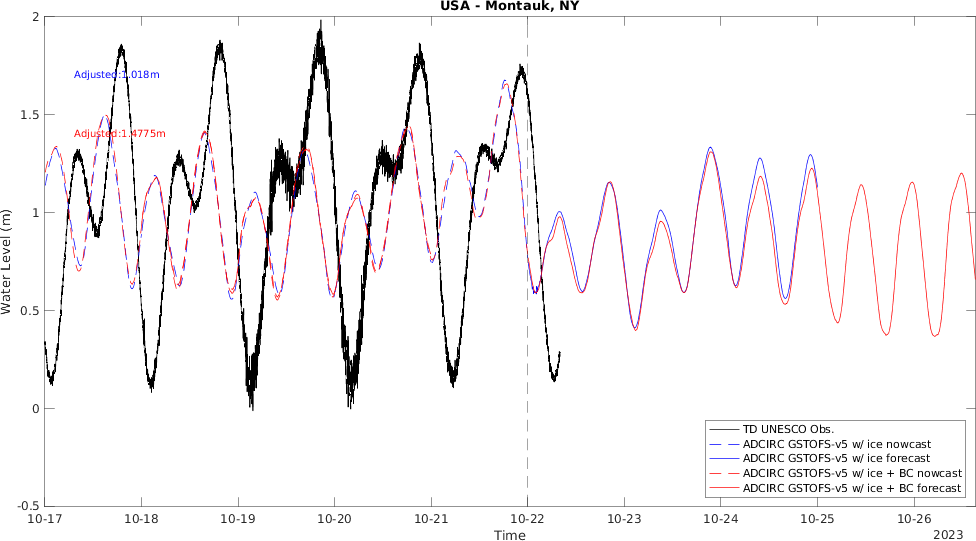 USA - Montauk, NY
2
1.5
1
0.5
0
-0.5
Water Level (m)
Adjusted:1.018m
Adjusted:1.4775m
TD UNESCO Obs.
ADCIRC GSTOFS-v5 w/ ice nowcast
ADCIRC GSTOFS-v5 w/ ice forecast
ADCIRC GSTOFS-v5 w/ ice + BC nowcast
ADCIRC GSTOFS-v5 w/ ice + BC forecast
10-17 10-18 10-19 10-20 10-21 10-22 10-23 10-24 10-25 10-26
Time
2023